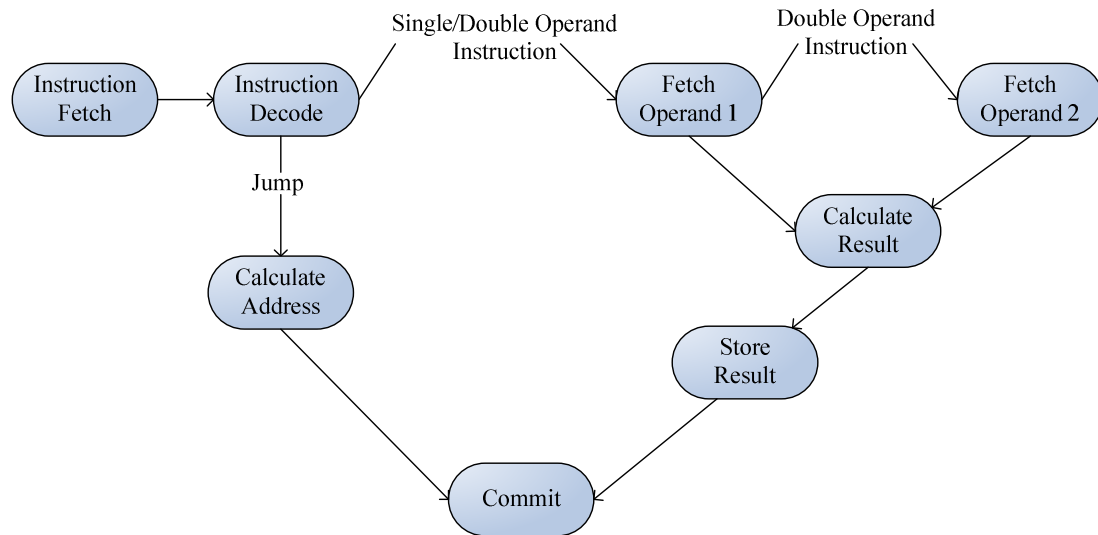 Single/Double Operand
Instruction
Double Operand
Instruction
Instruction
Fetch
Instruction
Decode
Fetch
Operand 1
Fetch
Operand 2
Jump
Calculate
Result
Calculate
Address
Store
Result
Commit